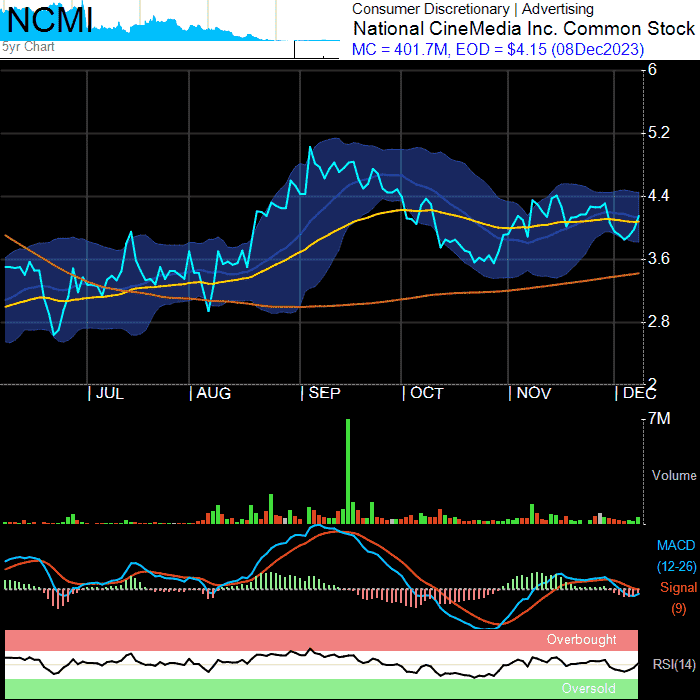 NCMI
5yr Chart
Consumer Discretionary | Advertising
National CineMedia Inc. Common Stock
MC = 401.7M, EOD = $4.15 (08Dec2023)
6
5.2
4.4
3.6
2.8
2
| JUL | AUG | SEP | OCT | NOV | DEC
7M
Volume
MACD
(12-26)
Signal
(9)
Overbought
RSI(14)
Oversold